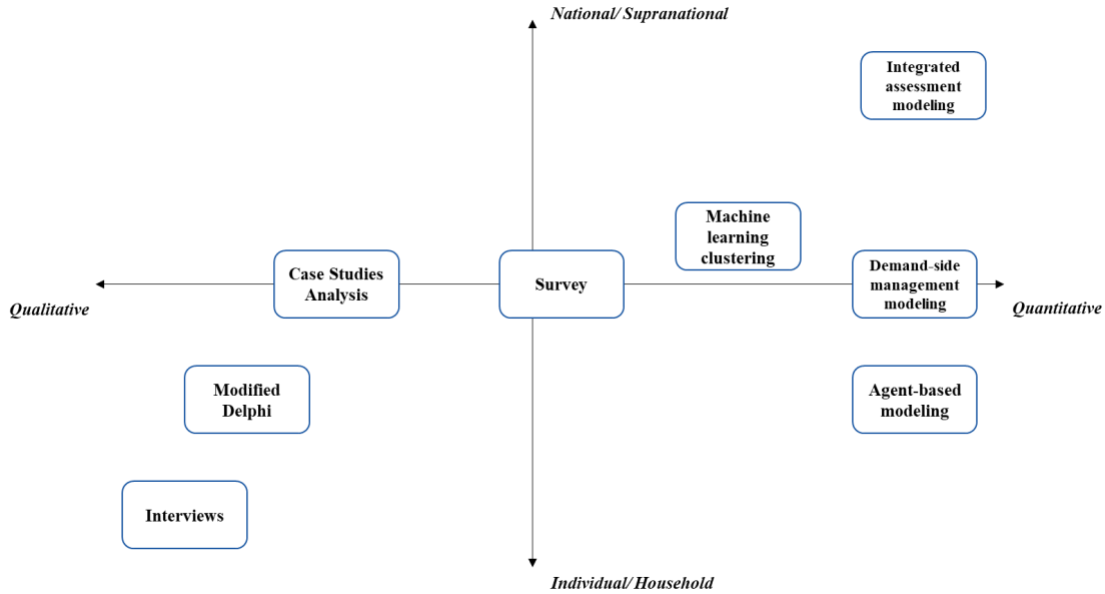 National/ Supranational
Integrated
assessment
modeling
Machine
learning
clustering
Case Studies
Analysis
Survey
Demand-side
management
modeling
Qualitative
Quantitative
Modified
Delphi
Agent-based
modeling
Interviews
Individual/ Household